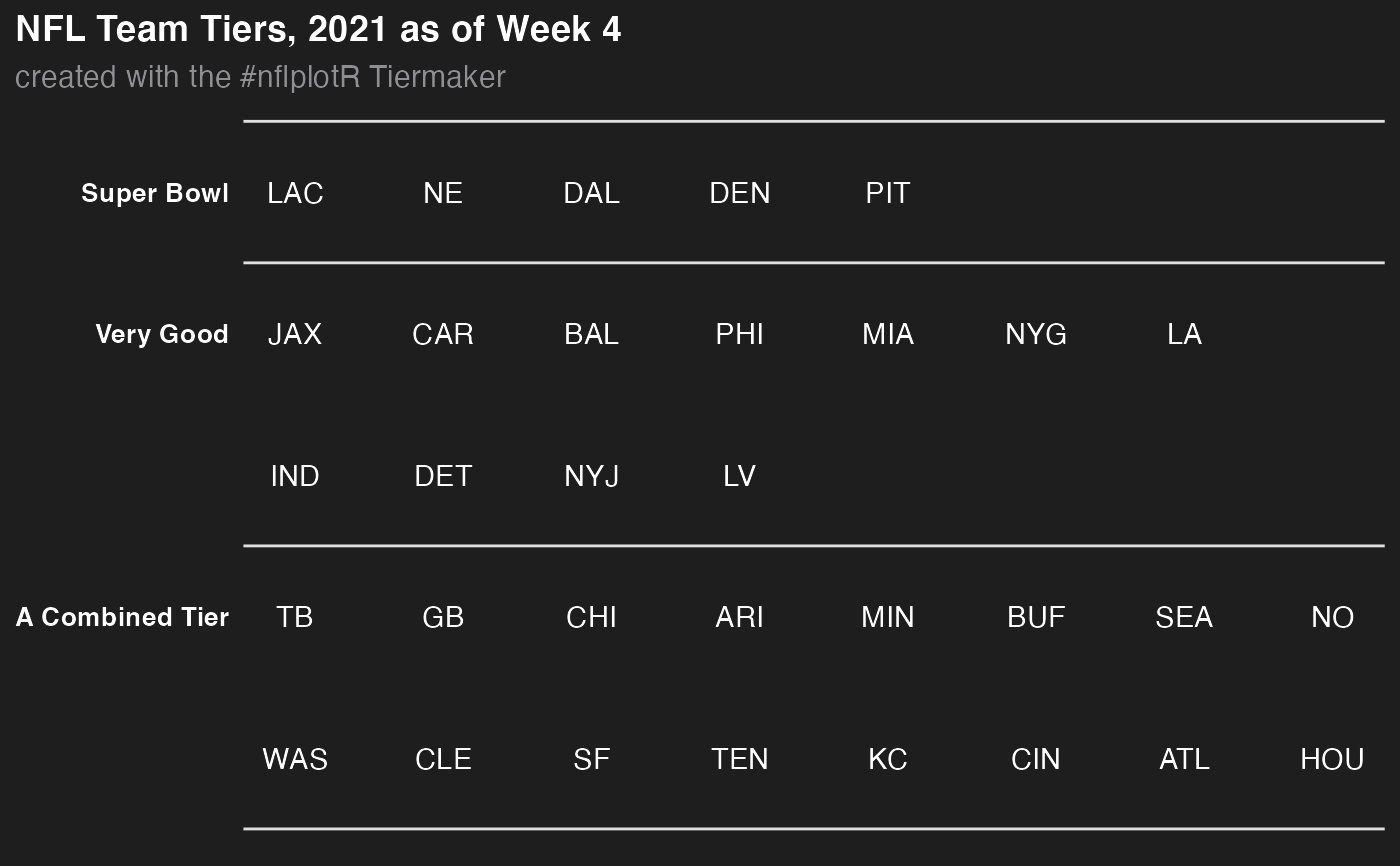 NFL Team Tiers, 2021 as of Week 4
created with the #nflplotR Tiermaker
Super Bowl LAC NE DAL DEN PIT
Very Good JAX CAR BAL PHI MIA NYG LA
IND DET NYJ LV
A Combined Tier TB GB CHI ARI MIN BUF SEA NO
WAS CLE SF TEN KC CIN ATL HOU